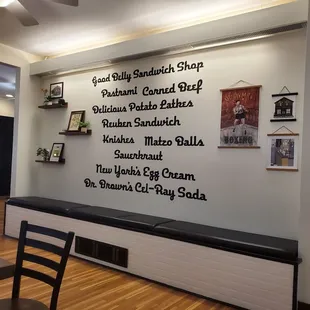 Good Deli'y Sandwich Shop
Pastrami Corned Beef
Delicious Potato Latkes
Reuben Sandwich
Knishes Matzo Balls
Sauerkraut
New York's Egg Cream
Dr. Brown's Cel-Ray Soda
BOXING